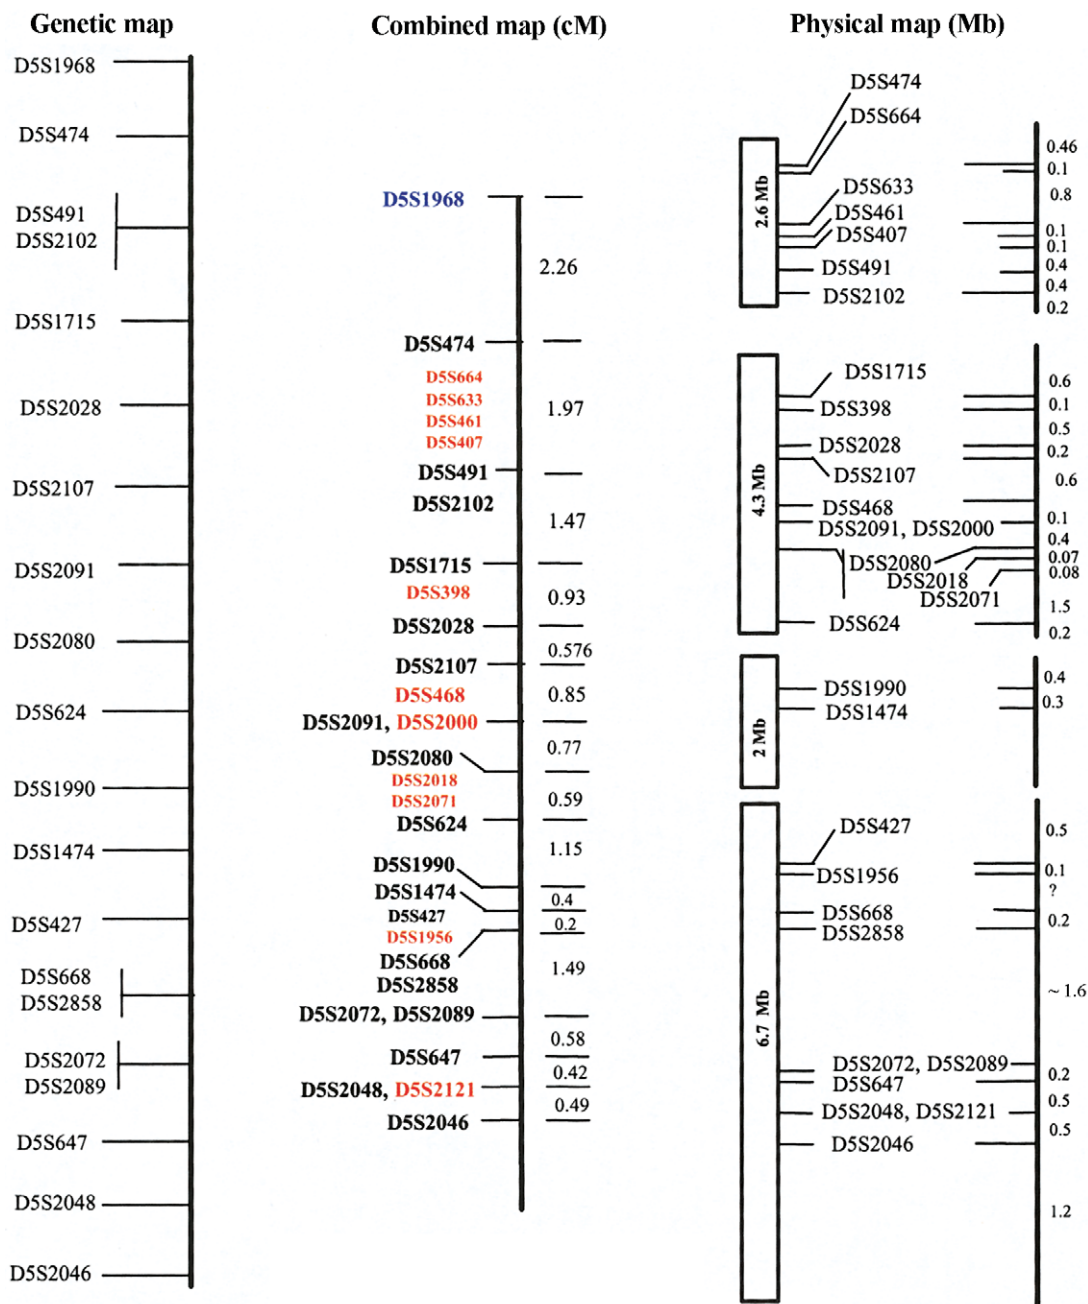 Genetic map
D5S1968
D5S474
D5S491
D5S2102
D5S1715
D5S2028
D5S2107
D5S2091
D5S2080
D5S624
D5S1990
D5S1474
D5S427
D5S668
D5S2858
D5S2072
D5S2089
D5S647
D5S2048
D5S2046
Combined map (cM)
D5S1968
2.26
D5S474
D5S664
D5S633
1.97
D5S461
D5S407
D5S491
D5S2102
1.47
D5S1715
D5S398
0.93
D5S2028
0.576
D5S2107
D5S468
0.85
D5S2091, D5S2000
0.77
D5S2080
D5S2018
D5S2071
0.59
D5S624
1.15
D5S1990
D5S1474
0.4
D5S427
0.2
D5S1956
D5S668
1.49
D5S2858
D5S2072, D5S2089
0.58
D5S647
0.42
D5S2048, D5S2121
0.49
D5S2046
Physical map (Mb)
2.6 Mb
D5S474
D5S664
D5S633
D5S461
D5S407
D5S491
D5S2102
0.46
0.1
0.8
0.1
0.1
0.4
0.4
0.2
4.3 Mb
D5S1715
D5S398
D5S2028
D5S2107
D5S468
D5S2091, D5S2000
D5S2080
D5S2018
D5S2071
D5S624
0.6
0.1
0.5
0.2
0.6
0.1
0.4
0.07
0.08
1.5
0.2
2 Mb
D5S1990
D5S1474
0.4
0.3
6.7 Mb
D5S427
D5S1956
D5S668
D5S2858
D5S2072, D5S2089
D5S647
D5S2048, D5S2121
D5S2046
0.5
0.1
?
0.2
~ 1.6
0.2
0.5
0.5
1.2